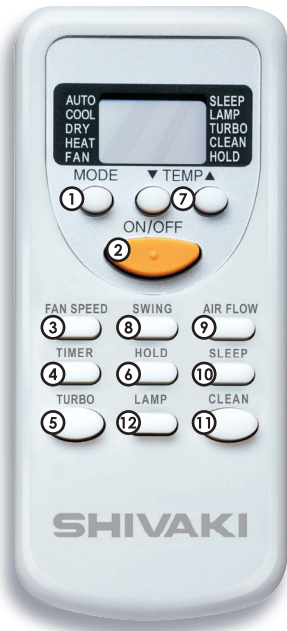 AUTO SLEEP
COOL LAMP
DRY TURBO
HEAT CLEAN
FAN HOLD
MODE ▼ TEMP ▲
1 7
ON/OFF
2
FAN SPEED SWING AIR FLOW
3 8 9
TIMER HOLD SLEEP
4 6 10
TURBO LAMP CLEAN
5 12 11
SHIVAKI